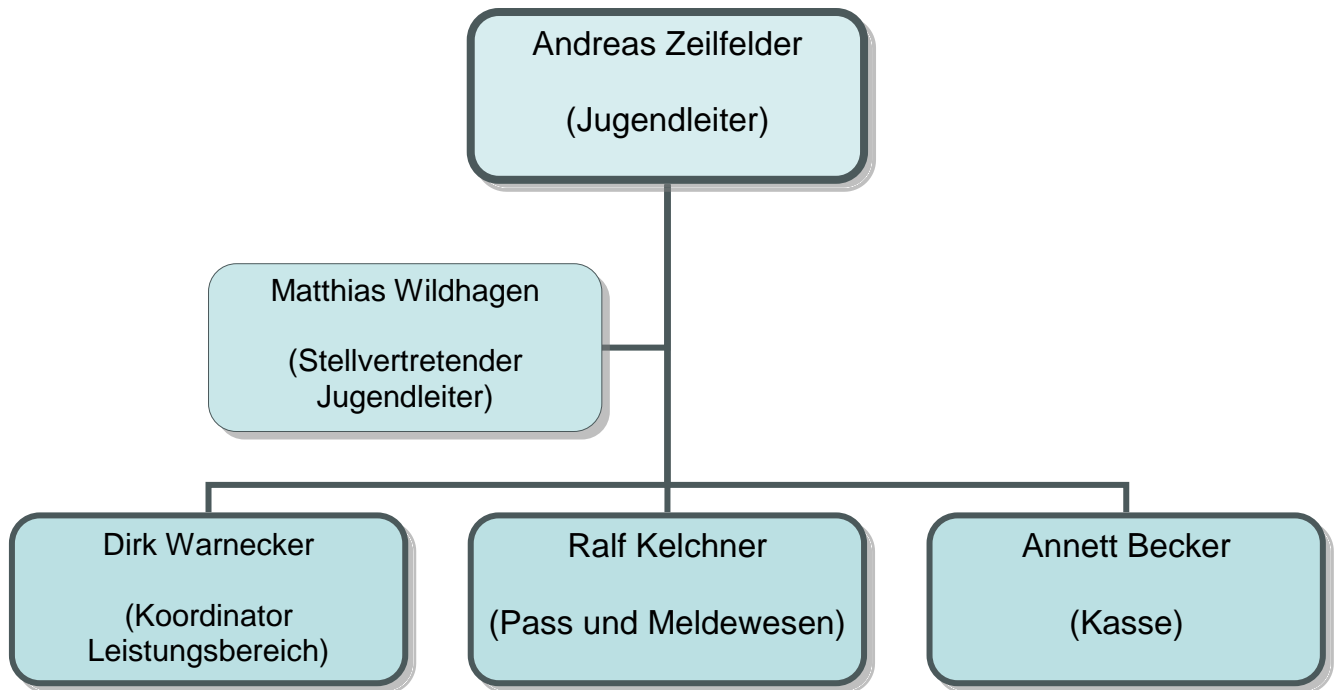 Andreas Zeilfelder
(Jugendleiter)
Matthias Wildhagen
(Stellvertretender
Jugendleiter)
Dirk Warnecker
(Koordinator
Leistungsbereich)
Ralf Kelchner
(Pass und Meldewesen)
Annett Becker
(Kasse)